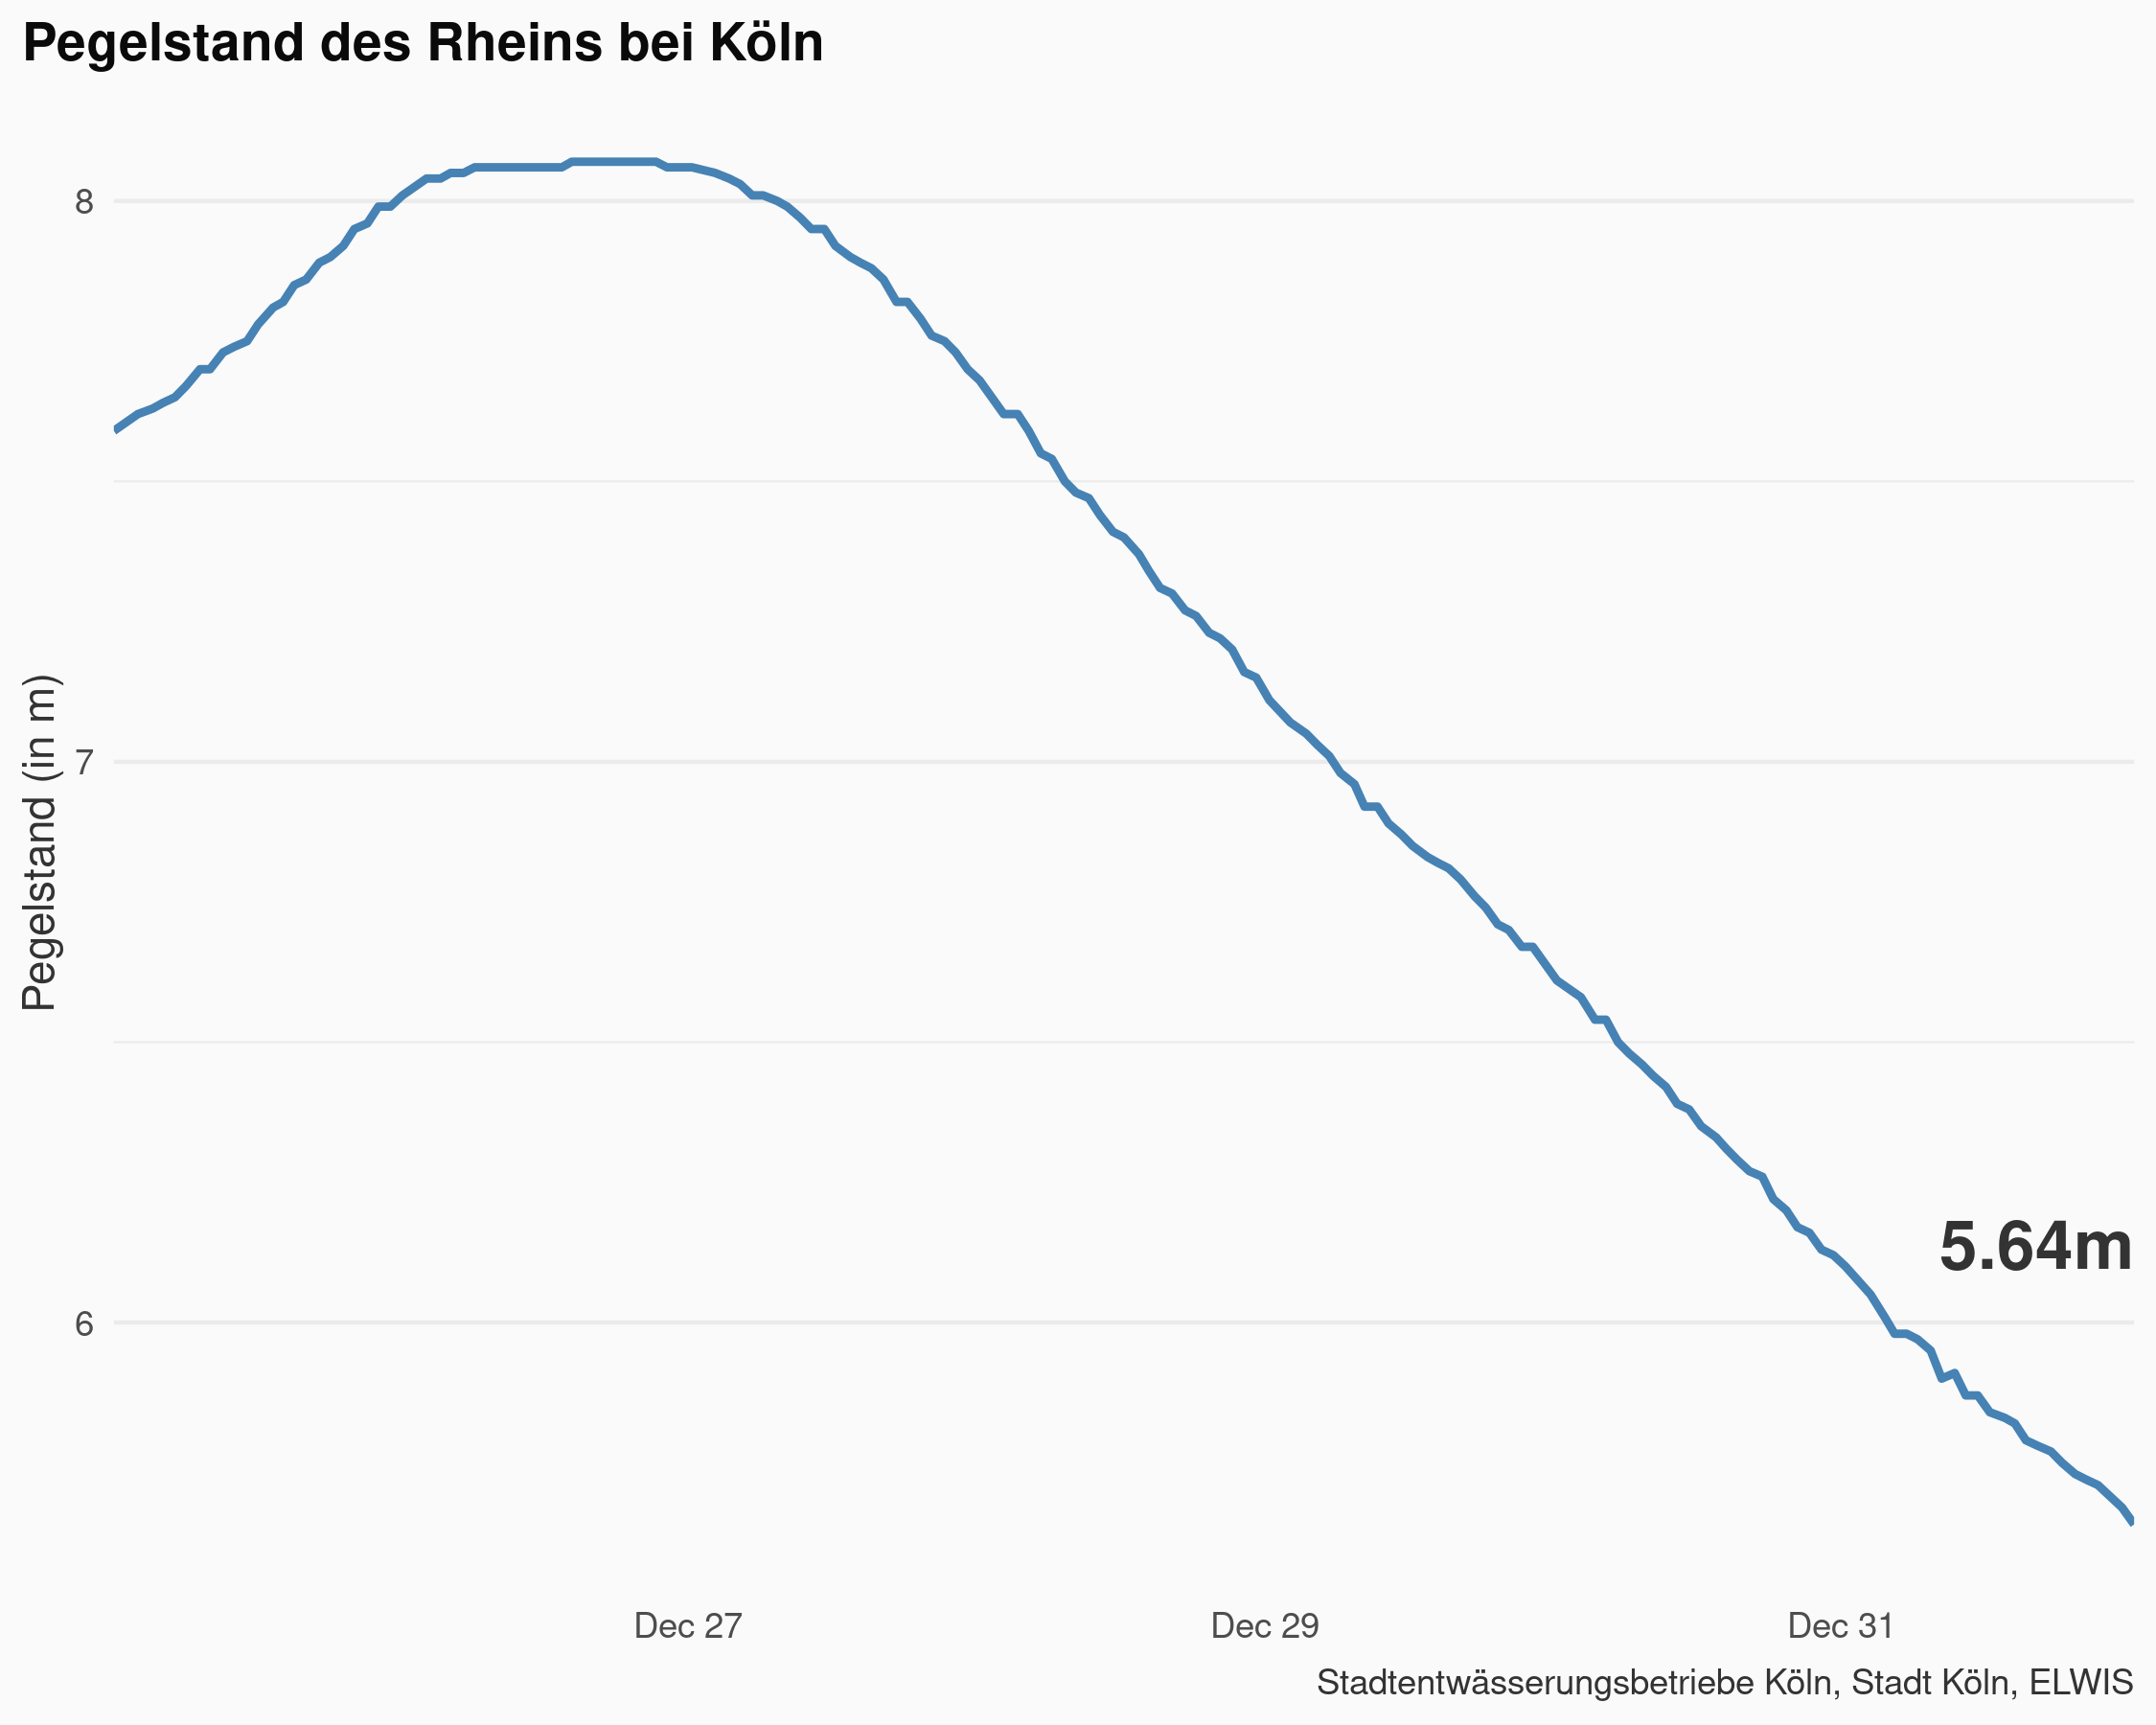 Pegelstand des Rheins bei Köln
Pegelstand (in m)
8
7
6
5.64m
Dec 27
Dec 29
Dec 31
Stadtentwässerungsbetriebe Köln, Stadt Köln, ELWIS